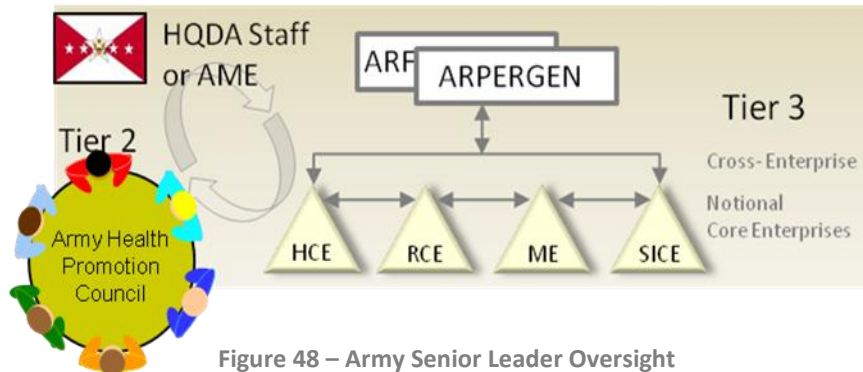 HQDA Staff
or AME
ARF
ARPERGEN
Tier 2
Tier 3
Cross-Enterprise
Notional
Core Enterprises
HCE
RCE
ME
SICE
Army Health
Promotion
Council
Figure 48 – Army Senior Leader Oversight